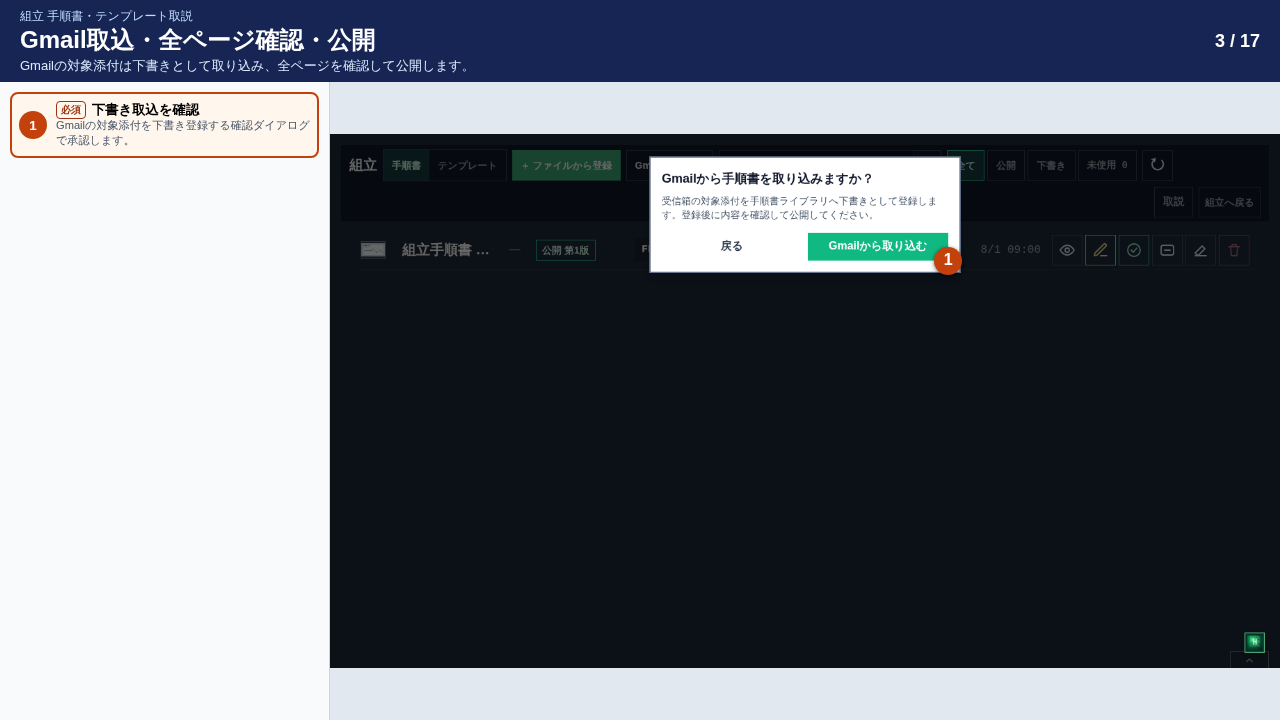 組立 手順書・テンプレート取説
Gmail取込・全ページ確認・公開
Gmailの対象添付は下書きとして取り込み、全ページを確認して公開します。
3 / 17
1
必須 下書き取込を確認
Gmailの対象添付を下書き登録する確認ダイアログ
で承認します。
組立 手順書 テンプレート ＋ ファイルから登録 公開 下書き 未使用 0
取説 組立へ戻る
Gmailから手順書を取り込みますか？
受信箱の対象添付を手順書ライブラリへ下書きとして登録しま
す。登録後に内容を確認して公開してください。
戻る Gmailから取り込む
1
組立手順書 … — 公開 第1版 8/1 09:00